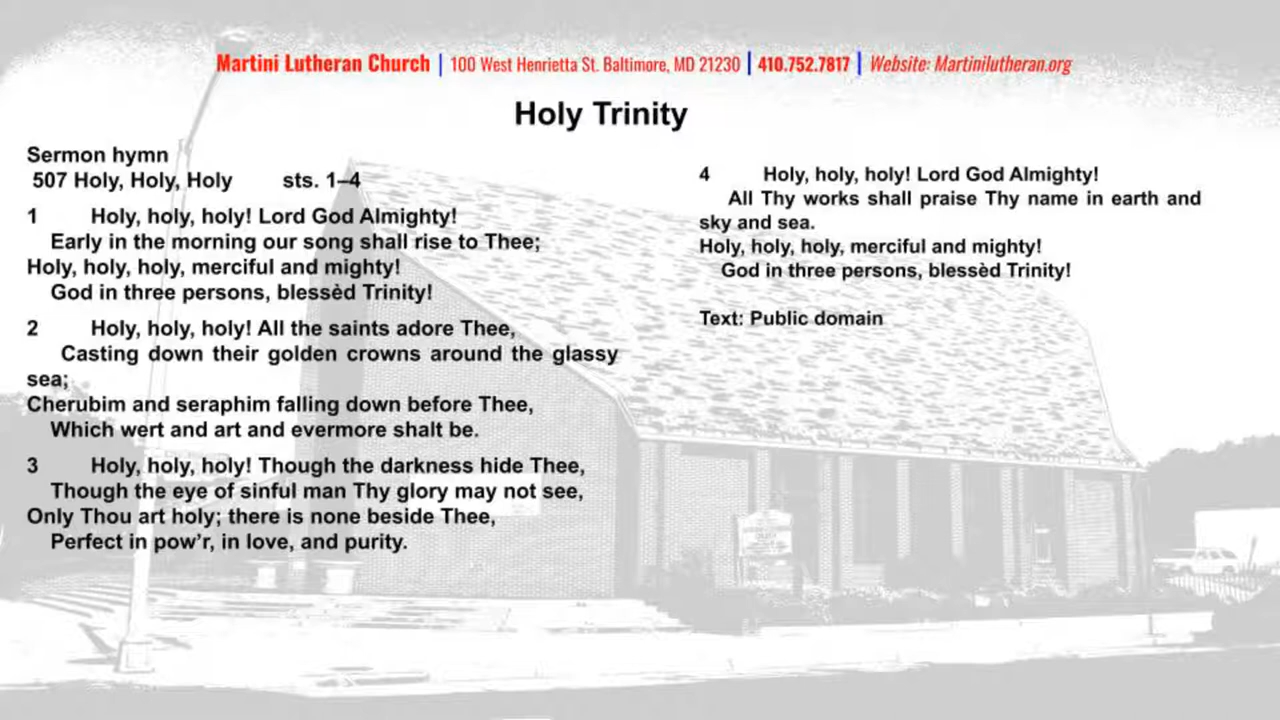 Martini Lutheran Church | 100 West Henrietta St. Baltimore, MD 21230 | 410.752.7817 | Website: Martinilutheran.org
Holy Trinity
Sermon hymn
507 Holy, Holy, Holy sts. 1–4
1 Holy, holy, holy! Lord God Almighty!
Early in the morning our song shall rise to Thee;
Holy, holy, holy, merciful and mighty!
God in three persons, blessèd Trinity!
2 Holy, holy, holy! All the saints adore Thee,
Casting down their golden crowns around the glassy
sea;
Cherubim and seraphim falling down before Thee,
Which wert and art and evermore shalt be.
3 Holy, holy, holy! Though the darkness hide Thee,
Though the eye of sinful man Thy glory may not see,
Only Thou art holy; there is none beside Thee,
Perfect in pow’r, in love, and purity.
4 Holy, holy, holy! Lord God Almighty!
All Thy works shall praise Thy name in earth and
sky and sea.
Holy, holy, holy, merciful and mighty!
God in three persons, blessèd Trinity!
Text: Public domain